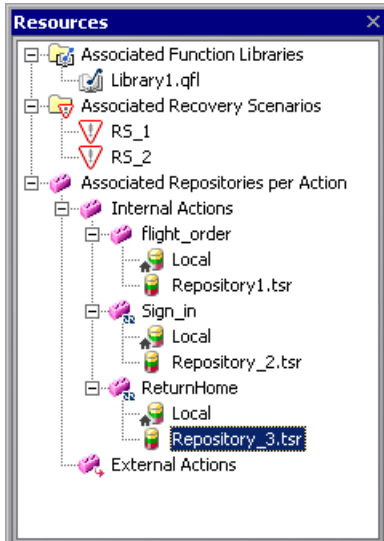 Resources
Associated Function Libraries
Library1.qfl
Associated Recovery Scenarios
RS_1
RS_2
Associated Repositories per Action
Internal Actions
flight_order
Local
Repository1.tsr
Sign_in
Local
Repository_2.tsr
ReturnHome
Local
Repository_3.tsr
External Actions